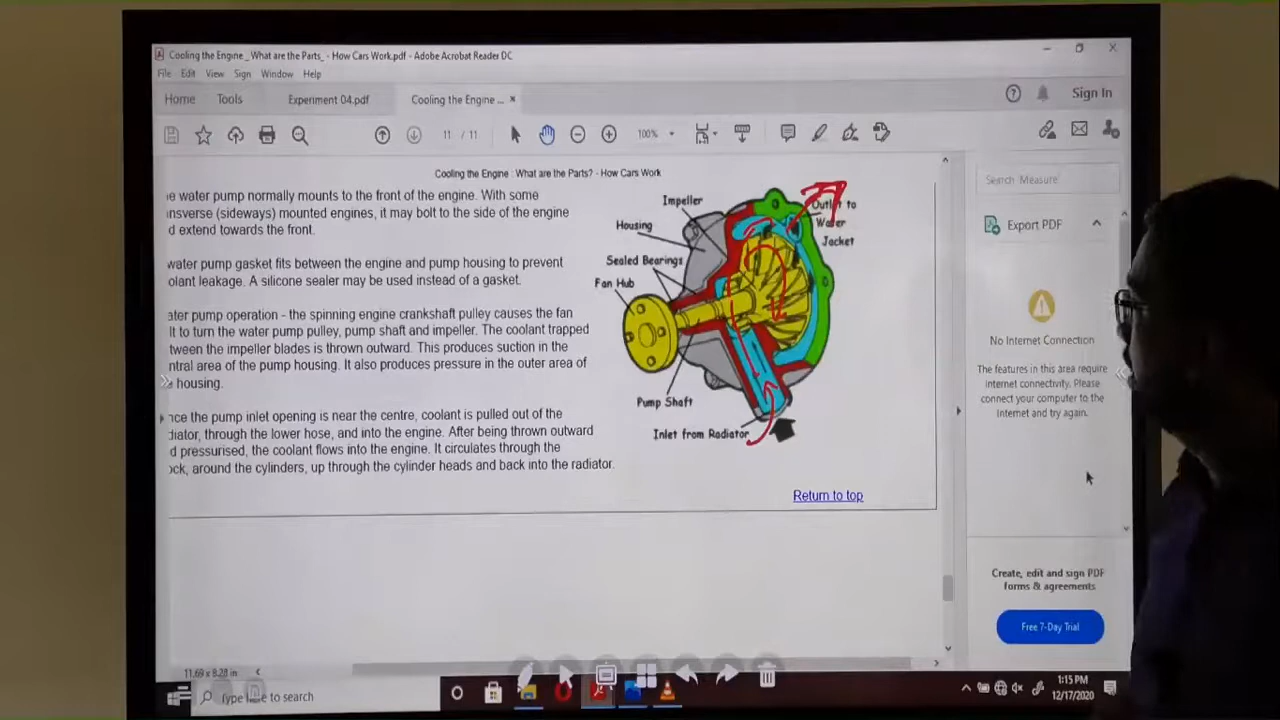 Cooling the Engine_ What are the Parts_ - How Cars Work.pdf - Adobe Acrobat Reader DC
File Edit View Sign Window Help
Home Tools Experiment 04.pdf Cooling the Engine ... ×
Sign In
11 / 11 100%
Cooling the Engine : What are the Parts? - How Cars Work
e water pump normally mounts to the front of the engine. With some
nsverse (sideways) mounted engines, it may bolt to the side of the engine
d extend towards the front.
water pump gasket fits between the engine and pump housing to prevent
olant leakage. A silicone sealer may be used instead of a gasket.
ater pump operation - the spinning engine crankshaft pulley causes the fan
lt to turn the water pump pulley, pump shaft and impeller. The coolant trapped
tween the impeller blades is thrown outward. This produces suction in the
ntral area of the pump housing. It also produces pressure in the outer area of
e housing.
nce the pump inlet opening is near the centre, coolant is pulled out of the
diator, through the lower hose, and into the engine. After being thrown outward
d pressurised, the coolant flows into the engine. It circulates through the
ock, around the cylinders, up through the cylinder heads and back into the radiator.
Impeller
Housing
Sealed Bearings
Fan Hub
Outlet to
Water
Jacket
Pump Shaft
Inlet from Radiator
Return to top
Search Measure
Export PDF
No Internet Connection
The features in this area require
internet connectivity. Please
connect your computer to the
Internet and try again.
Create, edit and sign PDF
forms & agreements
Free 7-Day Trial
11.69 x 8.28 in
Type here to search
1:15 PM
12/17/2020